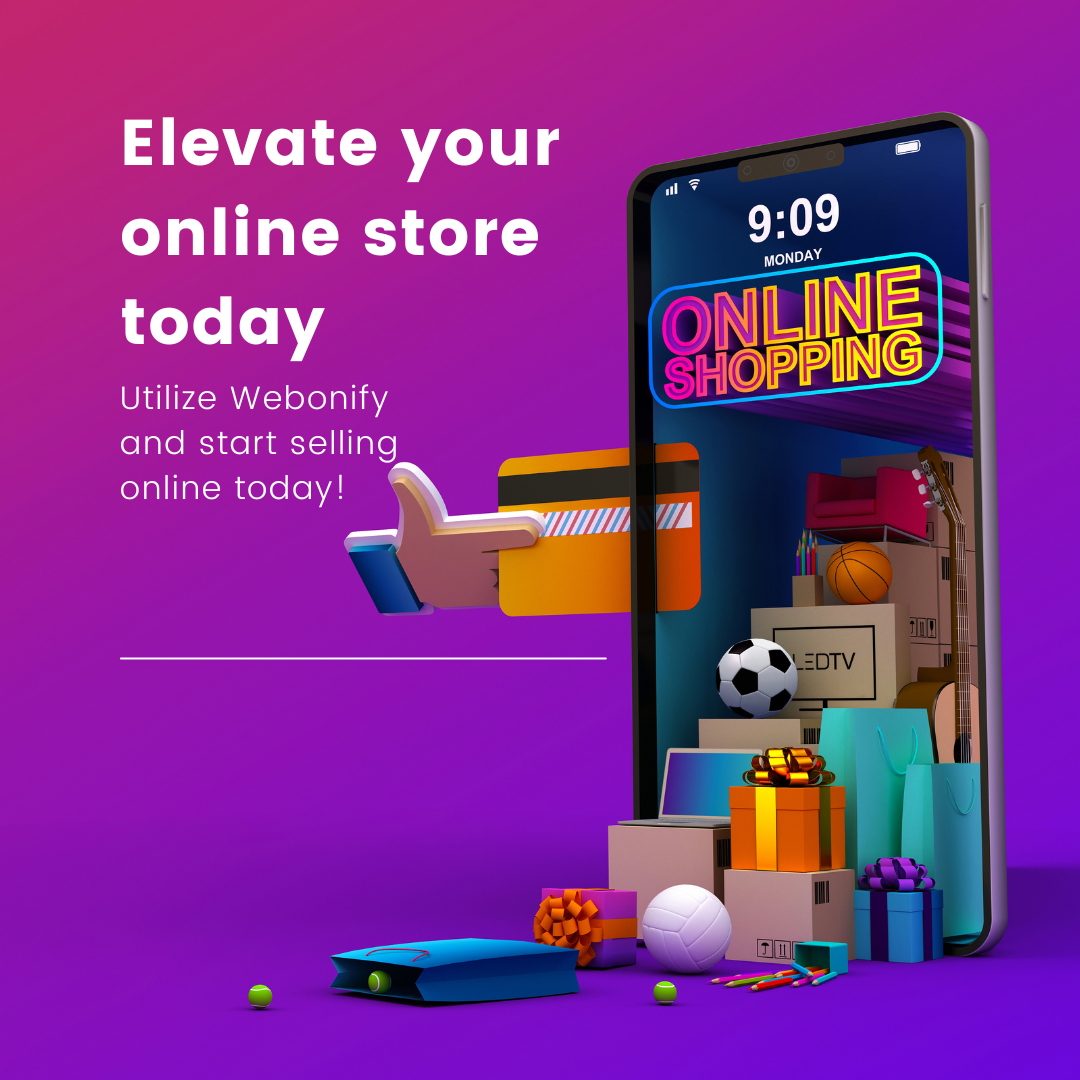 Elevate your
online store
today
Utilize Webonify
and start selling
online today!
9:09
MONDAY
ONLINE
SHOPPING
LEDTV